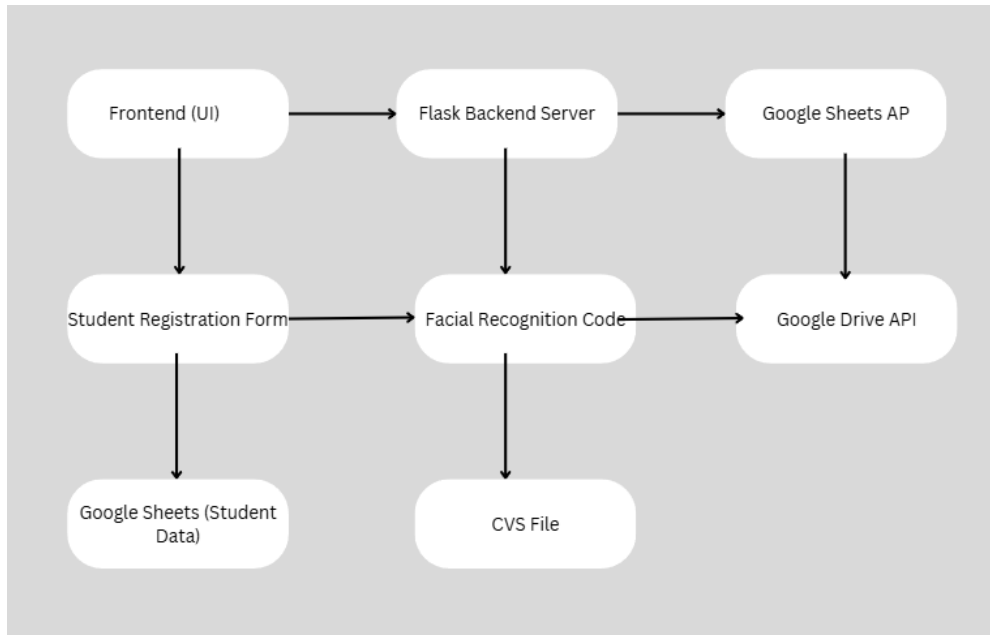 Frontend (UI)
Flask Backend Server
Google Sheets AP
Student Registration Form
Facial Recognition Code
Google Drive API
Google Sheets (Student
Data)
CVS File